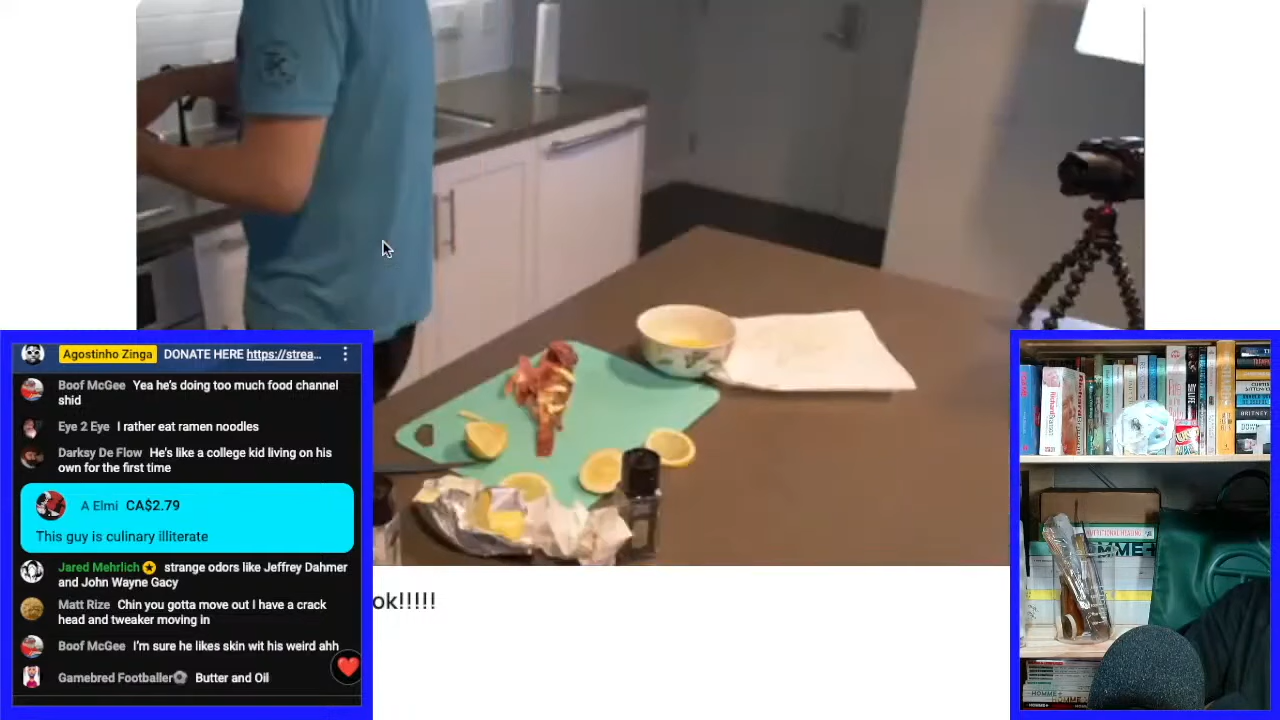 Agostinho Zinga DONATE HERE https://strea...
Boof McGee Yea he's doing too much food channel
shid
Eye 2 Eye I rather eat ramen noodles
Darksy De Flow He's like a college kid living on his
own for the first time
A Elmi CA$2.79
This guy is culinary illiterate
Jared Mehrlich strange odors like Jeffrey Dahmer
and John Wayne Gacy
Matt Rize Chin you gotta move out I have a crack
head and tweaker moving in
Boof McGee I'm sure he likes skin wit his weird ahh
Gamebred Footballer Butter and Oil
ok!!!!!
BRITNEY
DOWN
HOMME+